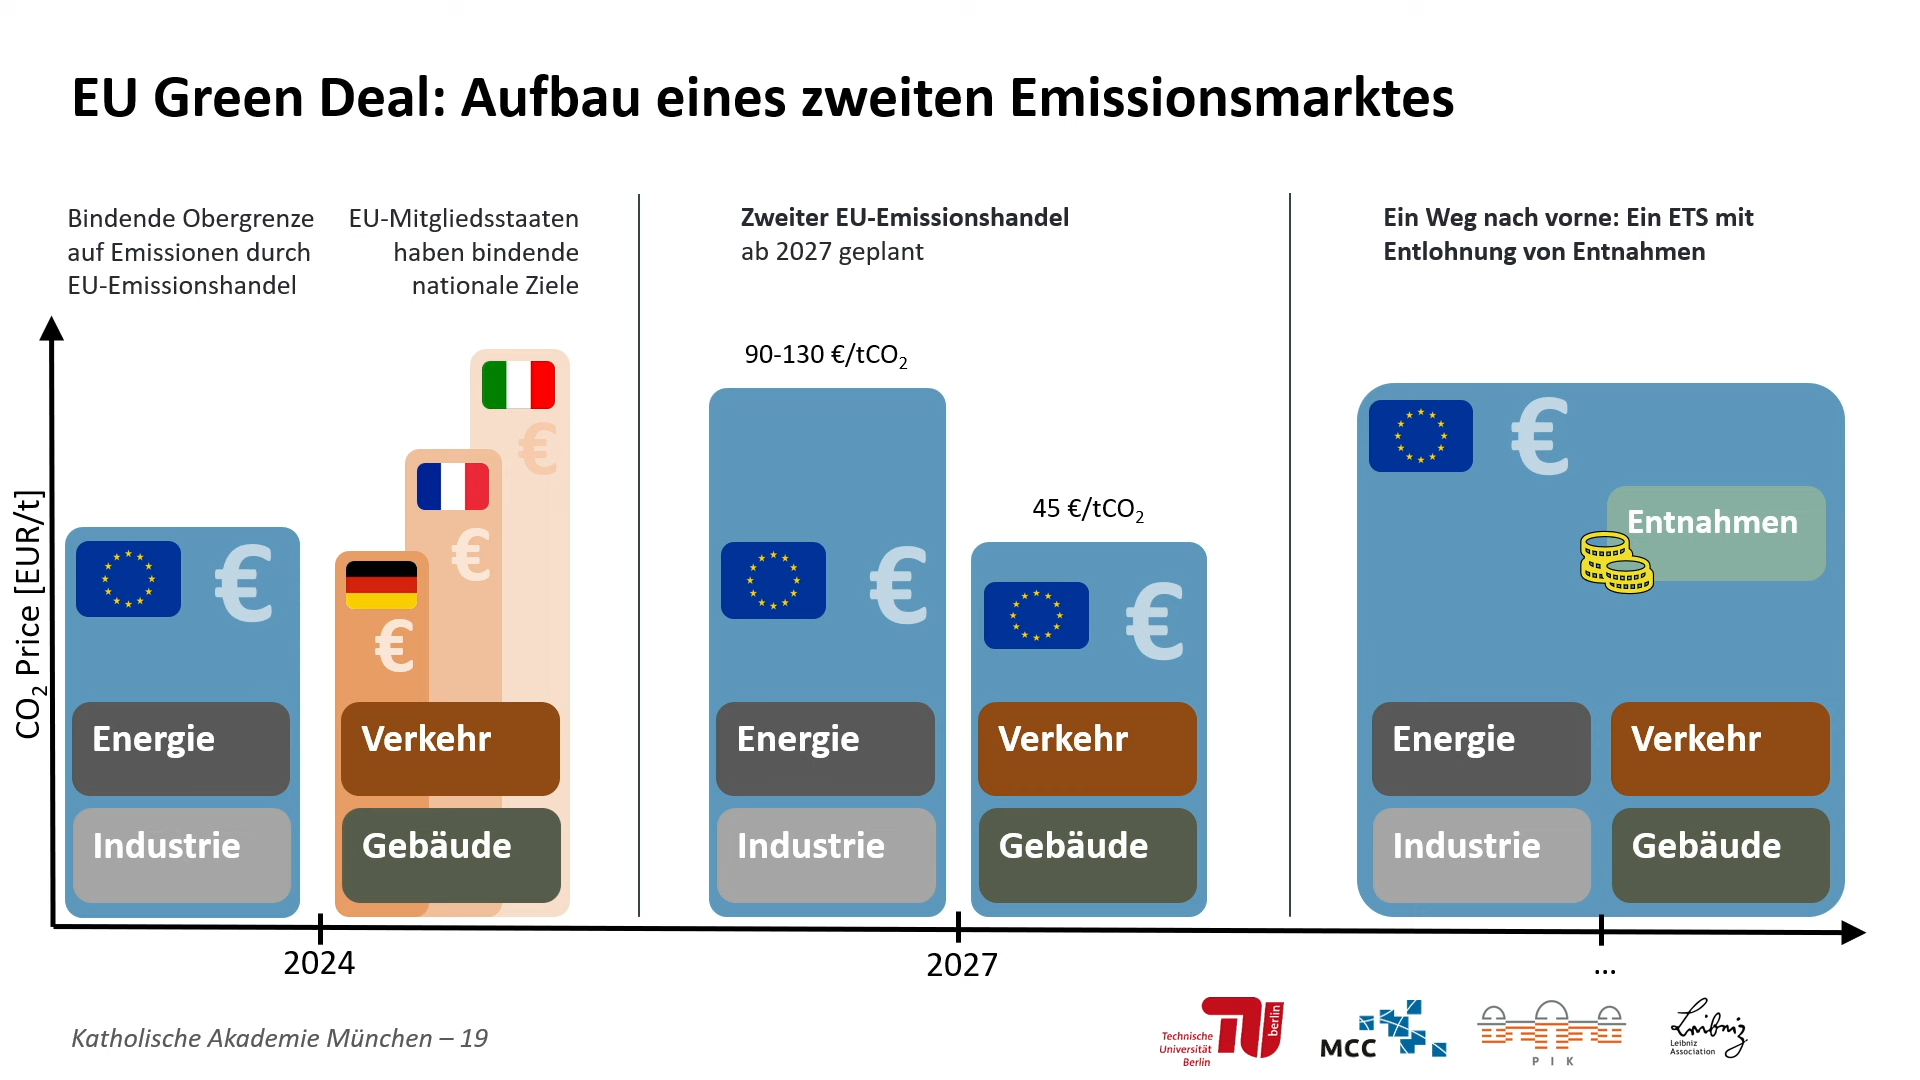 EU Green Deal: Aufbau eines zweiten Emissionsmarktes
Bindende Obergrenze
auf Emissionen durch
EU-Emissionshandel
EU-Mitgliedsstaaten
haben bindende
nationale Ziele
Zweiter EU-Emissionshandel
ab 2027 geplant
Ein Weg nach vorne: Ein ETS mit
Entlohnung von Entnahmen
CO₂ Price [EUR/t]
€
Energie
Industrie
€
€
€
Verkehr
Gebäude
2024
90-130 €/tCO₂
€
Energie
Industrie
45 €/tCO₂
€
Verkehr
Gebäude
2027
€
Entnahmen
Energie
Verkehr
Industrie
Gebäude
...
Katholische Akademie München – 19
Technische
Universität
Berlin
berlin
MCC
PIK
Leibniz
Leibniz
Association